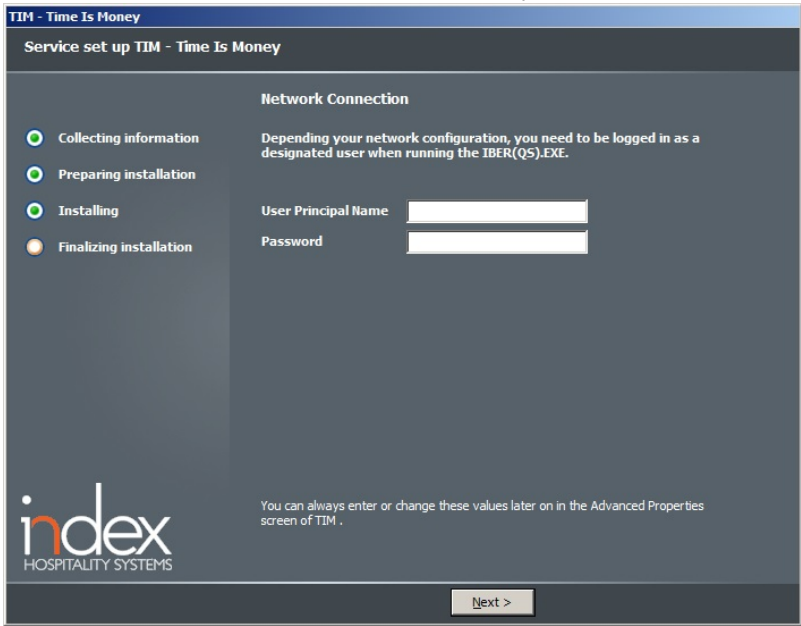 TIM - Time Is Money
Service set up TIM - Time Is Money
Network Connection
Collecting information
Preparing installation
Installing
Finalizing installation
Depending your network configuration, you need to be logged in as a
designated user when running the IBER(QS).EXE.
User Principal Name
Password
You can always enter or change these values later on in the Advanced Properties
screen of TIM .
index
HOSPITALITY SYSTEMS
Next >